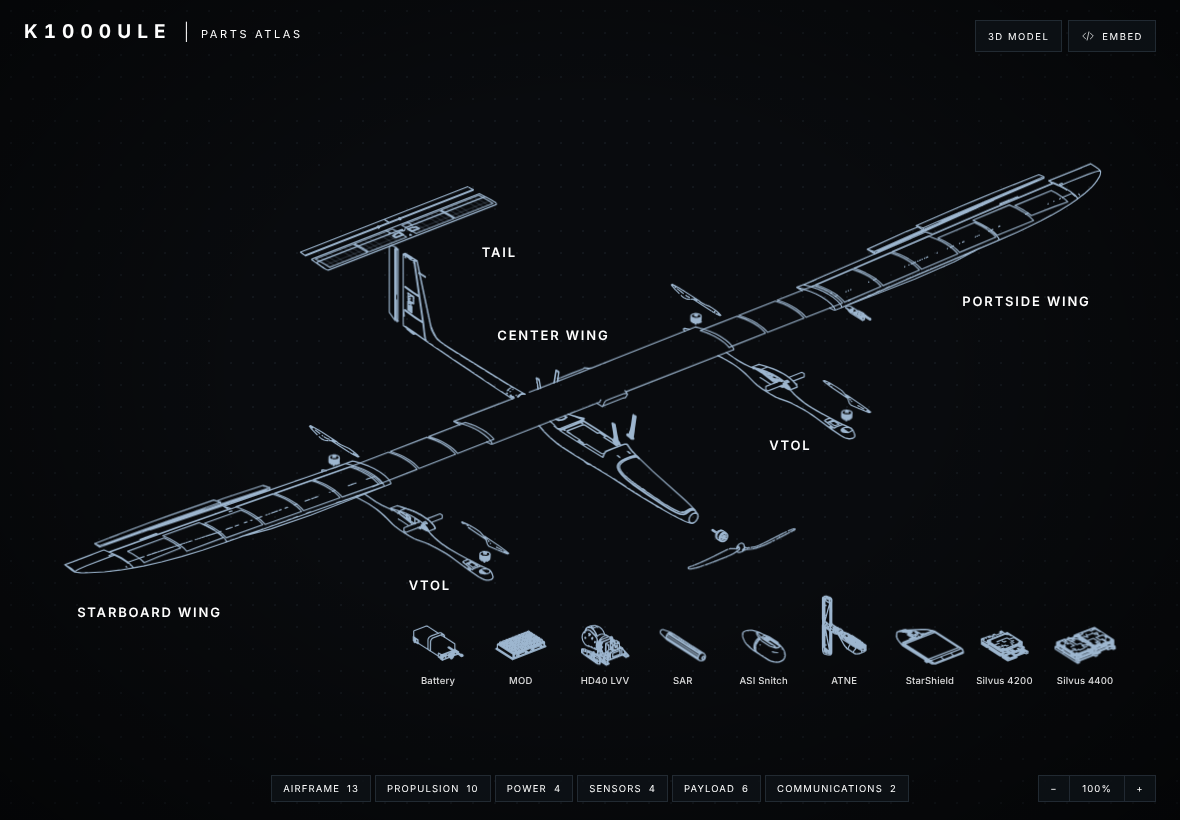 K1000ULE | PARTS ATLAS
3D MODEL
</> EMBED
TAIL
PORTSIDE WING
CENTER WING
VTOL
VTOL
STARBOARD WING
Battery
MOD
HD40 LVV
SAR
ASI Snitch
ATNE
StarShield
Silvus 4200
Silvus 4400
AIRFRAME 13
PROPULSION 10
POWER 4
SENSORS 4
PAYLOAD 6
COMMUNICATIONS 2
− 100% +